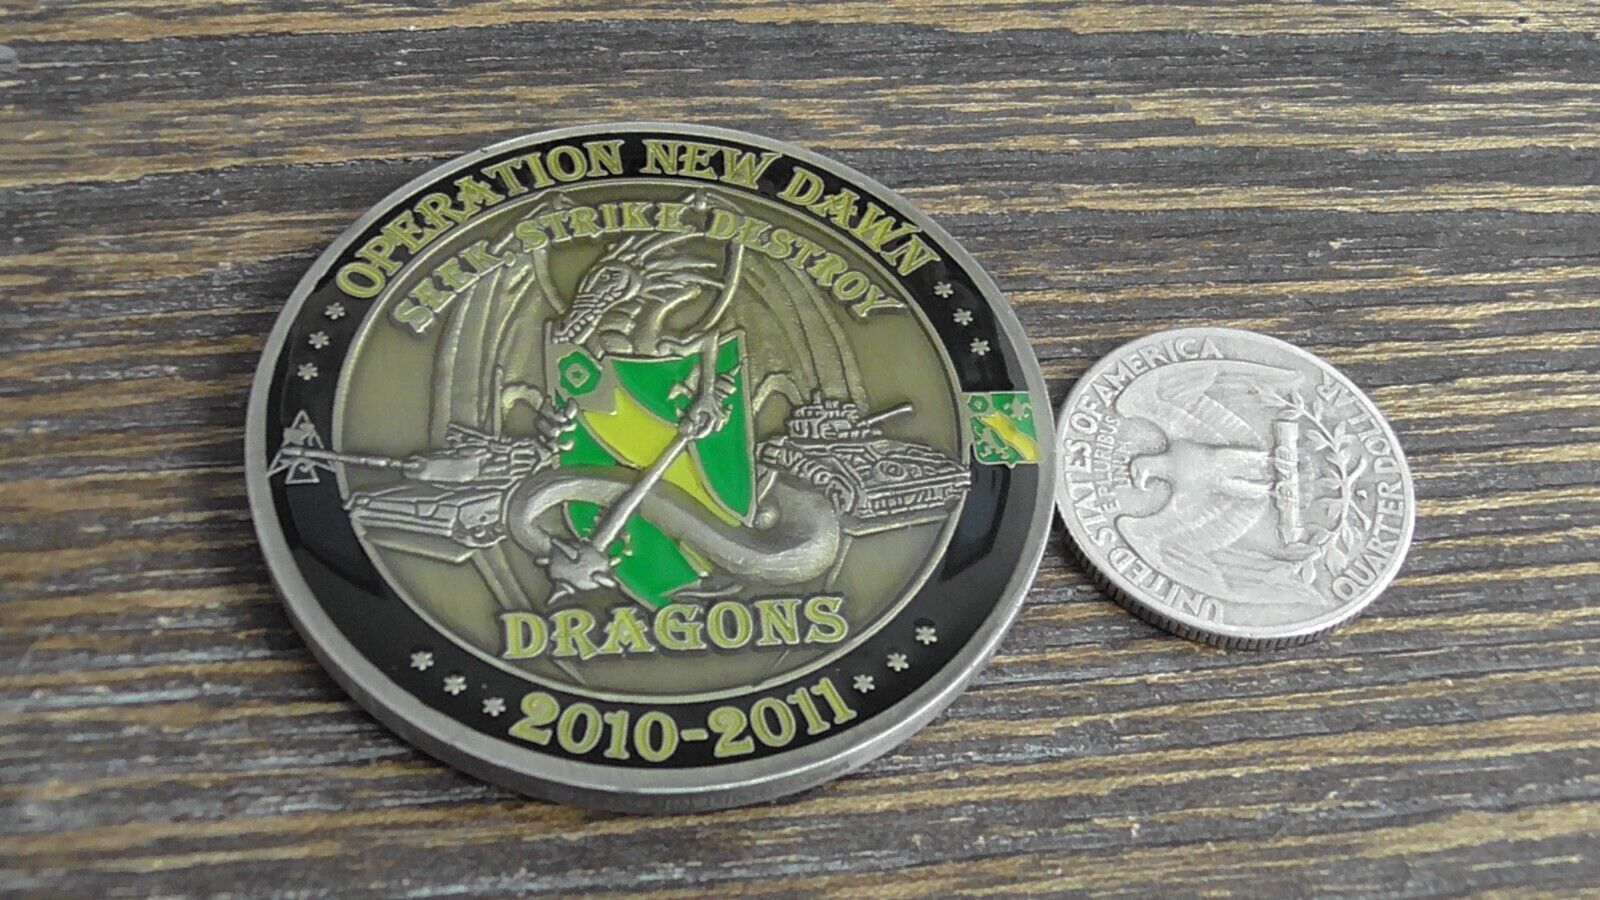 OPERATION NEW DAWN
SEEK, STRIKE, DESTROY
DRAGONS
2010-2011
UNITED STATES OF AMERICA
E PLURIBUS UNUM
QUARTER DOLLAR